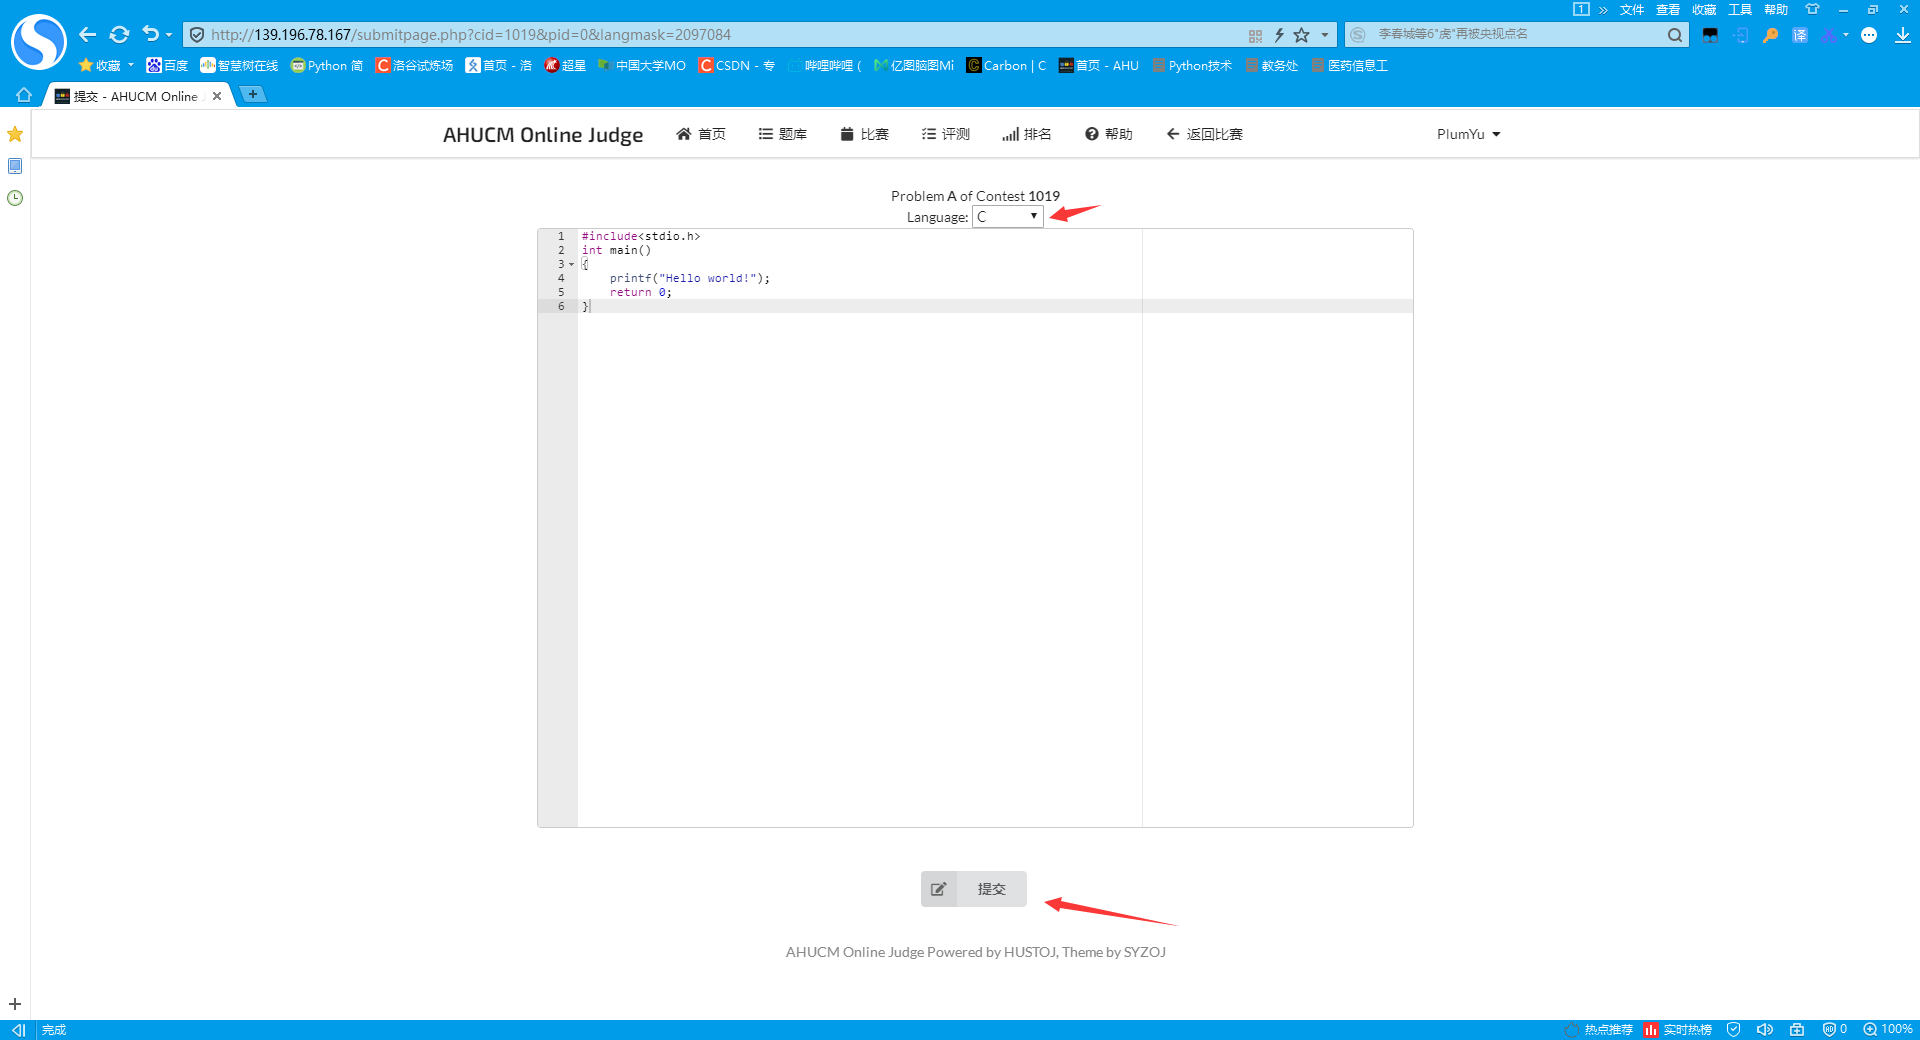 1 » 文件 查看 收藏 工具 帮助
http://139.196.78.167/submitpage.php?cid=1019&pid=0&langmask=2097084
李春城等6"虎"再被央视点名
译
收藏 百度 智慧树在线 Python 简 洛谷试炼场 首页 - 洛 超星 中国大学MO CSDN - 专 哔哩哔哩 ( 亿图脑图Mi Carbon | C 首页 - AHU Python技术 教务处 医药信息工
提交 - AHUCM Online
AHUCM Online Judge 首页 题库 比赛 评测 排名 帮助 返回比赛 PlumYu
Problem A of Contest 1019
Language: C
1 #include<stdio.h>
2 int main()
3 {
4 printf("Hello world!");
5 return 0;
6 }
提交
AHUCM Online Judge Powered by HUSTOJ, Theme by SYZOJ
完成 热点推荐 实时热榜 0 100%